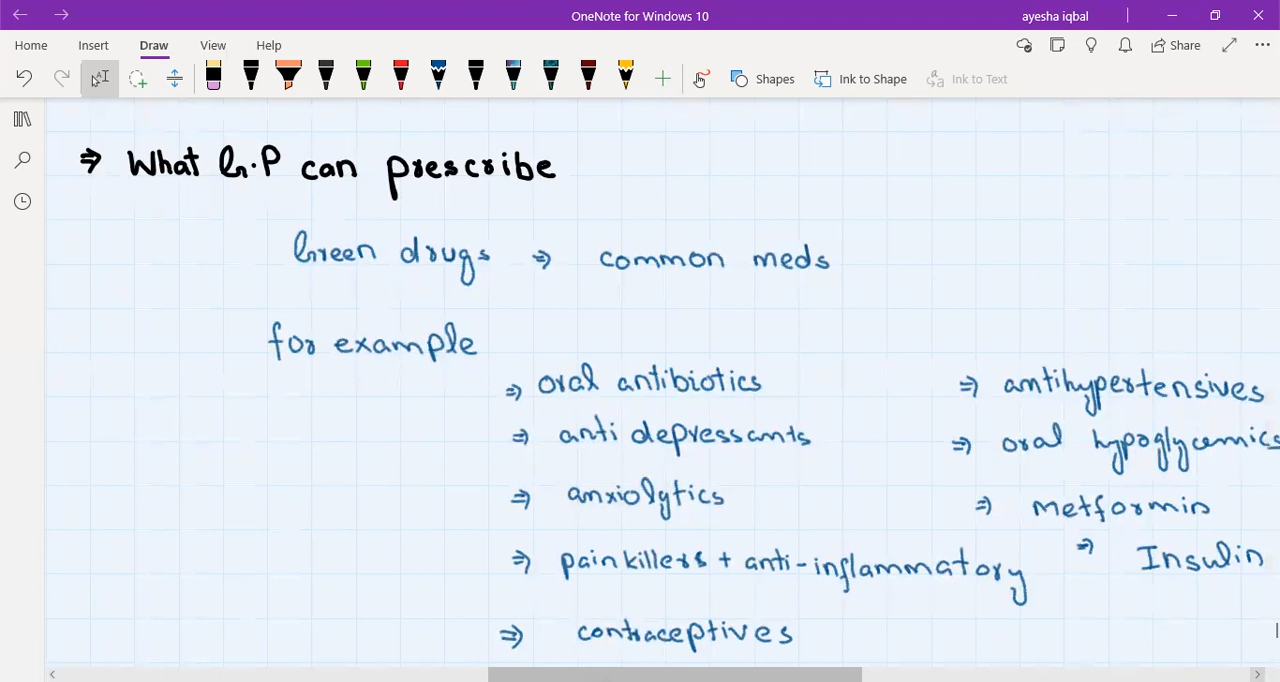 OneNote for Windows 10
ayesha iqbal
Home Insert Draw View Help
Share
Shapes
Ink to Shape
Ink to Text
⇒ What G.P can prescribe
Green drugs ⇒ common meds
for example
⇒ oral antibiotics
⇒ antihypertensives
⇒ anti depressants
⇒ oral hypoglycemics
⇒ anxiolytics
⇒ metformin
⇒ painkillers + anti-inflammatory
⇒ Insulin
⇒ contraceptives